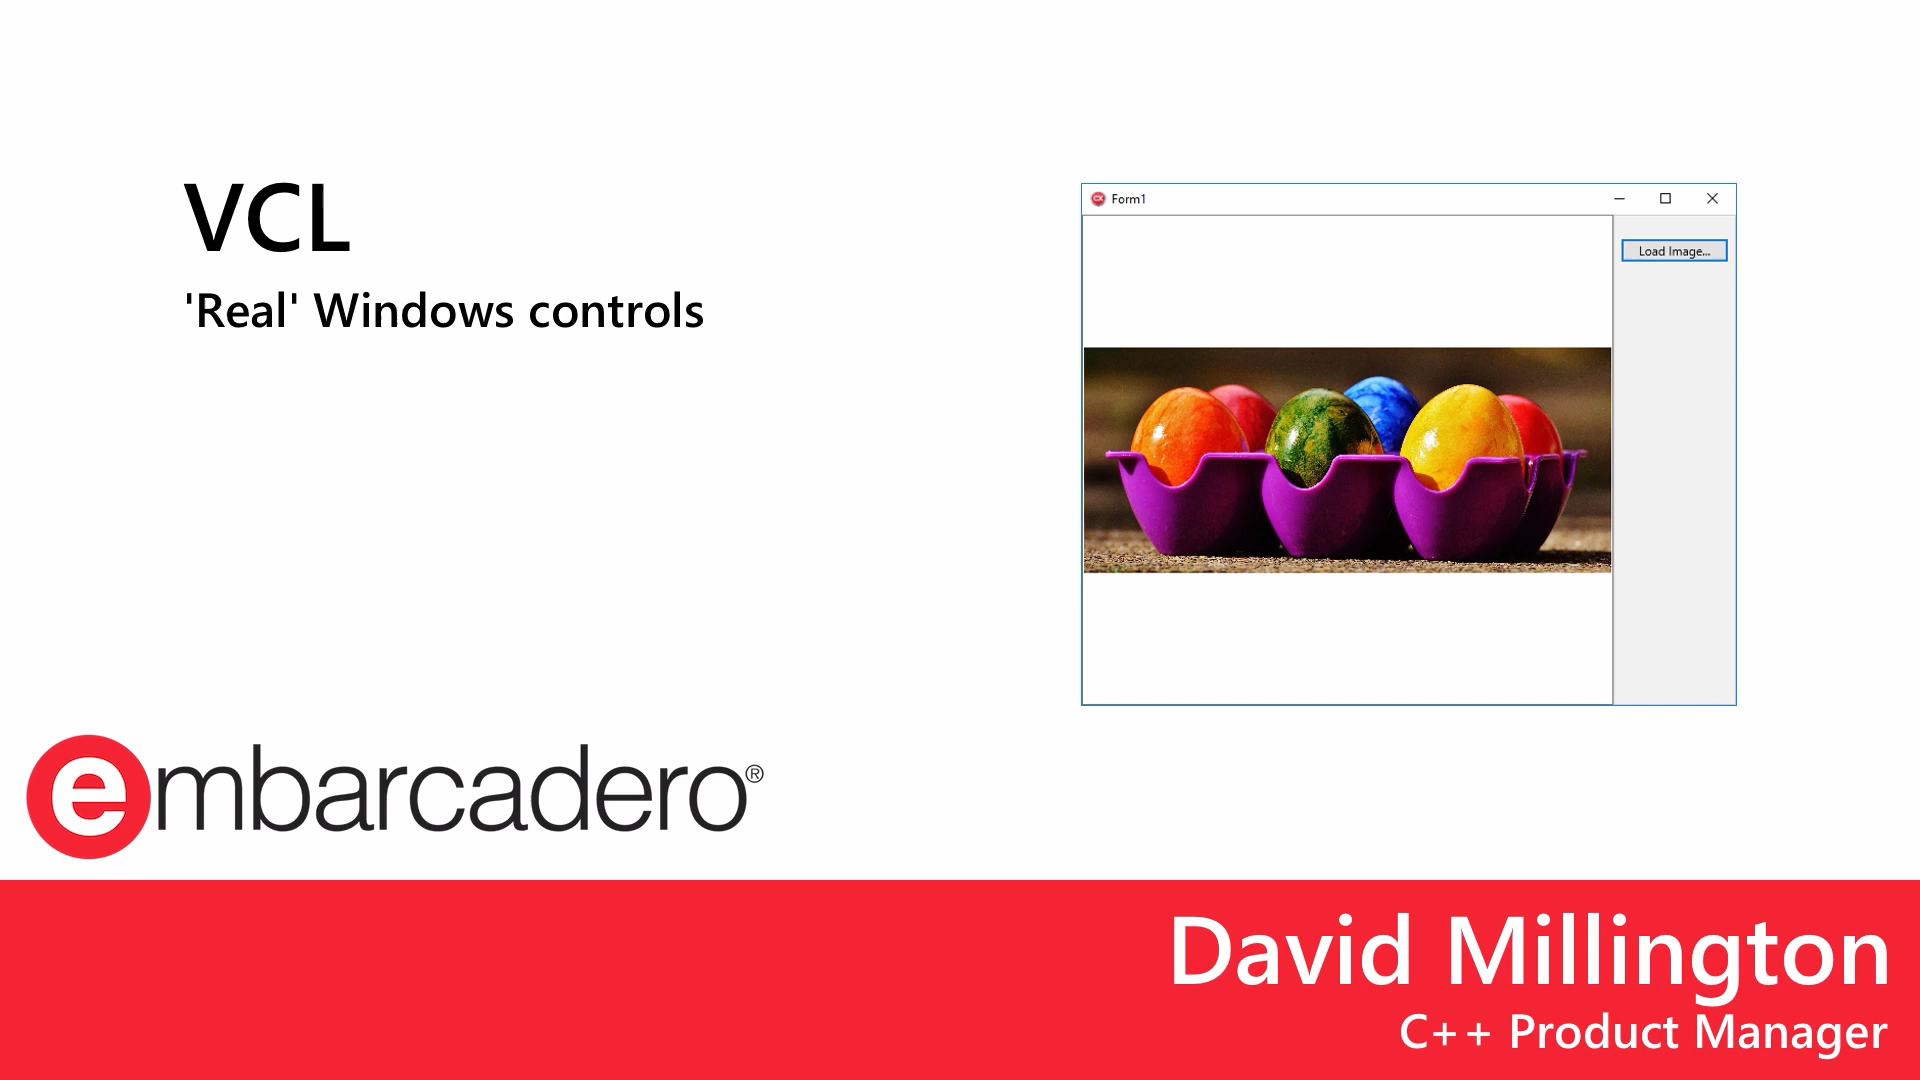 VCL
'Real' Windows controls
Form1
Load Image...
embarcadero®
David Millington
C++ Product Manager